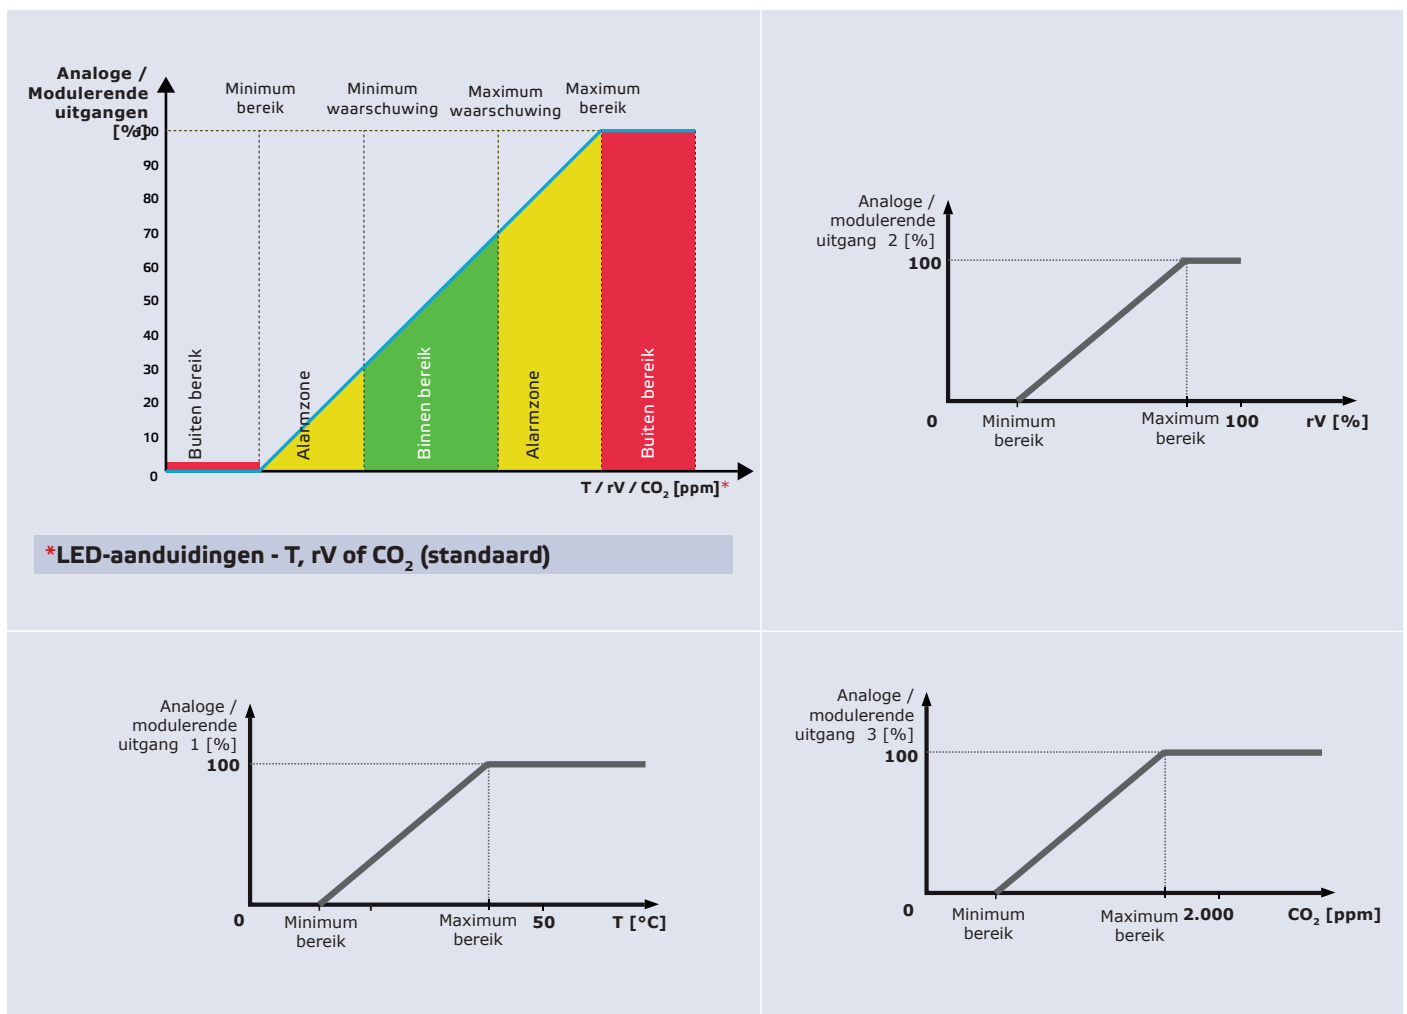 Analoge /
Modulerende
uitgangen
[%]
Minimum
bereik
Minimum
waarschuwing
Maximum
waarschuwing
Maximum
bereik
100
90
80
70
60
50
40
30
20
10
0
Buiten bereik
Alarmzone
Binnen bereik
Alarmzone
Buiten bereik
T / rV / CO₂ [ppm]*
*LED-aanduidingen - T, rV of CO₂ (standaard)
Analoge /
modulerende
uitgang 2 [%]
100
0
Minimum
bereik
Maximum
bereik
100
rV [%]
Analoge /
modulerende
uitgang 1 [%]
100
0
Minimum
bereik
Maximum
bereik
50
T [°C]
Analoge /
modulerende
uitgang 3 [%]
100
0
Minimum
bereik
Maximum
bereik
2.000
CO₂ [ppm]